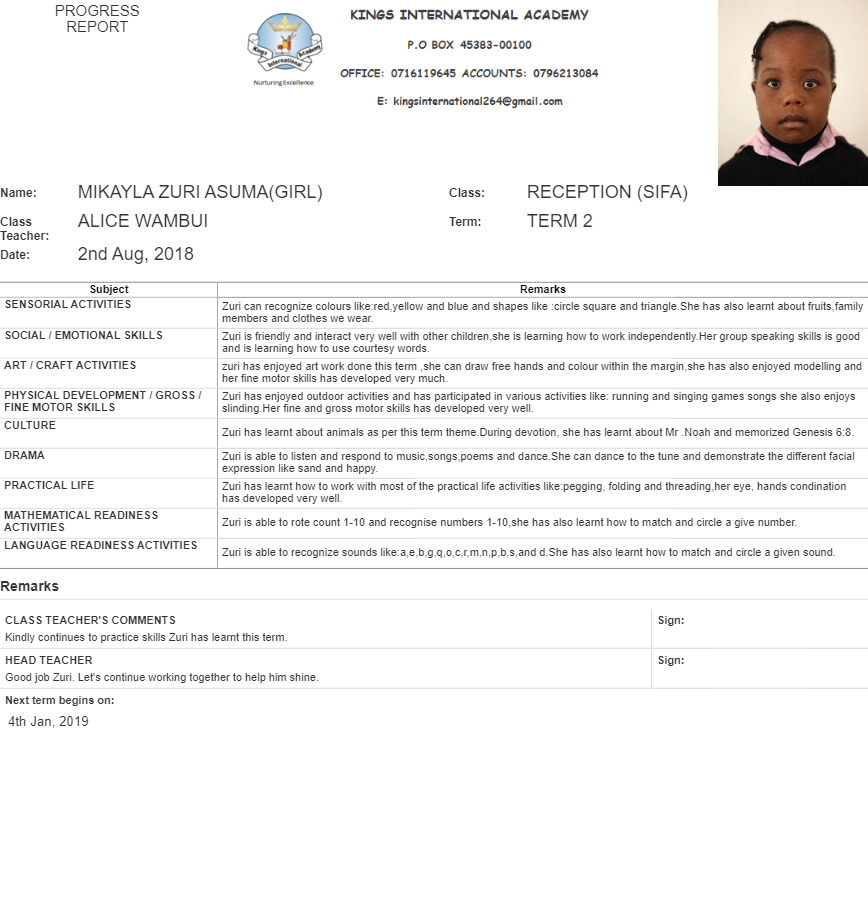 PROGRESS
REPORT
Kings International Academy
Nurturing Excellence
KINGS INTERNATIONAL ACADEMY
P.O BOX 45383-00100
OFFICE: 0716119645 ACCOUNTS: 0796213084
E: kingsinternational264@gmail.com
Name: MIKAYLA ZURI ASUMA(GIRL) Class: RECEPTION (SIFA)
Class Teacher: ALICE WAMBUI Term: TERM 2
Date: 2nd Aug, 2018
Subject Remarks
SENSORIAL ACTIVITIES
Zuri can recognize colours like:red,yellow and blue and shapes like :circle square and triangle.She has also learnt about fruits,family
members and clothes we wear.
SOCIAL / EMOTIONAL SKILLS
Zuri is friendly and interact very well with other children,she is learning how to work independently.Her group speaking skills is good
and is learning how to use courtesy words.
ART / CRAFT ACTIVITIES
zuri has enjoyed art work done this term ,she can draw free hands and colour within the margin,she has also enjoyed modelling and
her fine motor skills has developed very much.
PHYSICAL DEVELOPMENT / GROSS /
FINE MOTOR SKILLS
Zuri has enjoyed outdoor activities and has participated in various activities like: running and singing games songs she also enjoys
slinding.Her fine and gross motor skills has developed very well.
CULTURE
Zuri has learnt about animals as per this term theme.During devotion, she has learnt about Mr .Noah and memorized Genesis 6:8.
DRAMA
Zuri is able to listen and respond to music,songs,poems and dance.She can dance to the tune and demonstrate the different facial
expression like sand and happy.
PRACTICAL LIFE
Zuri has learnt how to work with most of the practical life activities like:pegging, folding and threading,her eye, hands condination
has developed very well.
MATHEMATICAL READINESS
ACTIVITIES
Zuri is able to rote count 1-10 and recognise numbers 1-10,she has also learnt how to match and circle a give number.
LANGUAGE READINESS ACTIVITIES
Zuri is able to recognize sounds like:a,e,b,g,q,o,c,r,m,n,p,b,s,and d.She has also learnt how to match and circle a given sound.
Remarks
CLASS TEACHER'S COMMENTS
Kindly continues to practice skills Zuri has learnt this term.
Sign:
HEAD TEACHER
Good job Zuri. Let's continue working together to help him shine.
Sign:
Next term begins on:
4th Jan, 2019